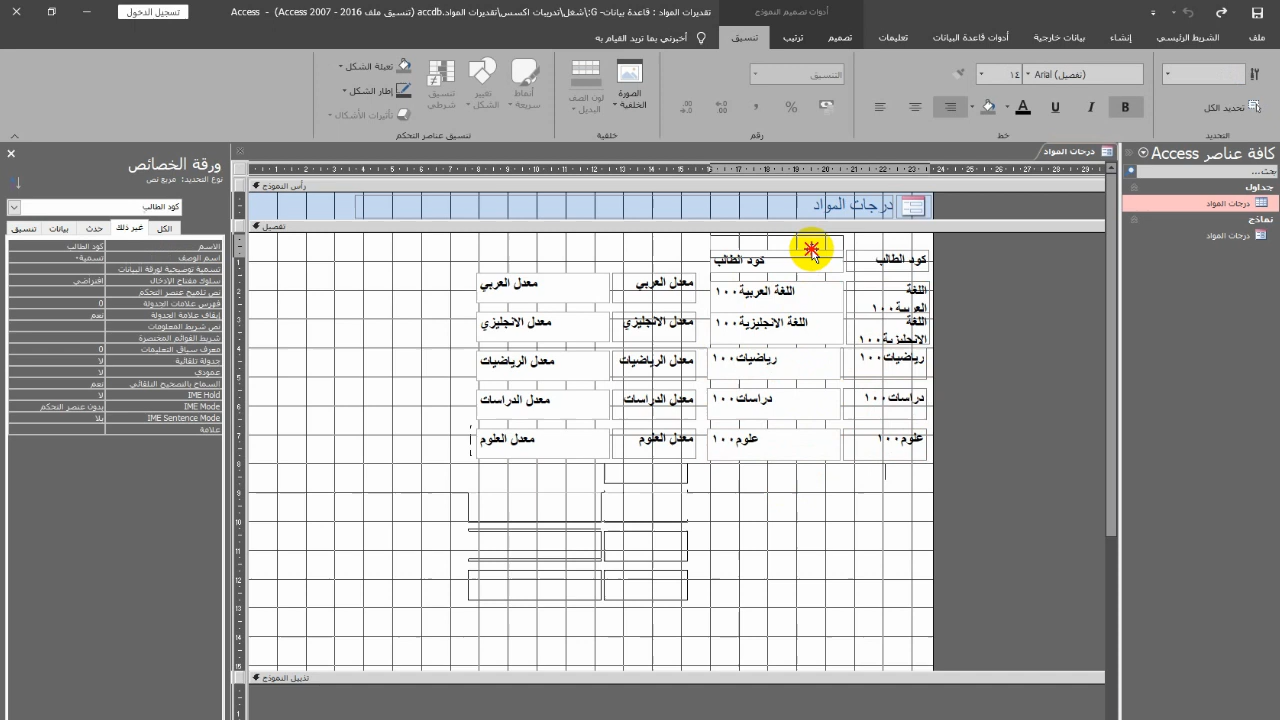 تقديرات المواد : قاعدة بيانات- G:\شغل\تدريبات اكسس\تقديرات المواد.accdb (تنسيق ملف Access 2007 - 2016) - Access
أدوات تصميم النموذج
تسجيل الدخول
ملف
الشريط الرئيسي
إنشاء
بيانات خارجية
أدوات قاعدة البيانات
تعليمات
تصميم
ترتيب
تنسيق
أخبرني بما تريد القيام به
تحديد الكل
التحديد
Arial (تفصيل)
١٤
B I U A
خط
التنسيق
رقم
الصورة الخلفية
لون الصف البديل
خلفية
أنماط سريعة
تغيير الشكل
تنسيق شرطي
تعبئة الشكل
إطار الشكل
تأثيرات الأشكال
تنسيق عناصر التحكم
كافة عناصر Access
بحث...
جداول
درجات المواد
نماذج
درجات المواد
درجات المواد
رأس النموذج
درجات المواد
تفصيل
كود الطالب
كود الطالب
اللغة العربية١٠٠
اللغة العربية١٠٠
معدل العربي
معدل العربي
اللغة الانجليزية١٠٠
اللغة الانجليزية١٠٠
معدل الانجليزي
معدل الانجليزي
رياضيات١٠٠
رياضيات١٠٠
معدل الرياضيات
معدل الرياضيات
دراسات١٠٠
دراسات١٠٠
معدل الدراسات
معدل الدراسات
علوم١٠٠
علوم١٠٠
معدل العلوم
معدل العلوم
تذييل النموذج
ورقة الخصائص
نوع التحديد: مربع نص
كود الطالب
تنسيق
بيانات
حدث
غير ذلك
الكل
الاسم كود الطالب
اسم الوصف تسمية٠
تسمية توضيحية لورقة البيانات
سلوك مفتاح الإدخال افتراضي
نص تلميح عنصر التحكم
فهرس علامات الجدولة 0
إيقاف علامة الجدولة نعم
نص شريط المعلومات
نص شريط القوائم المختصرة
معرف سياق التعليمات 0
جدولة تلقائية لا
عمودي لا
السماح بالتصحيح التلقائي نعم
IME Hold لا
IME Mode بدون عنصر التحكم
IME Sentence Mode بلا
علامة